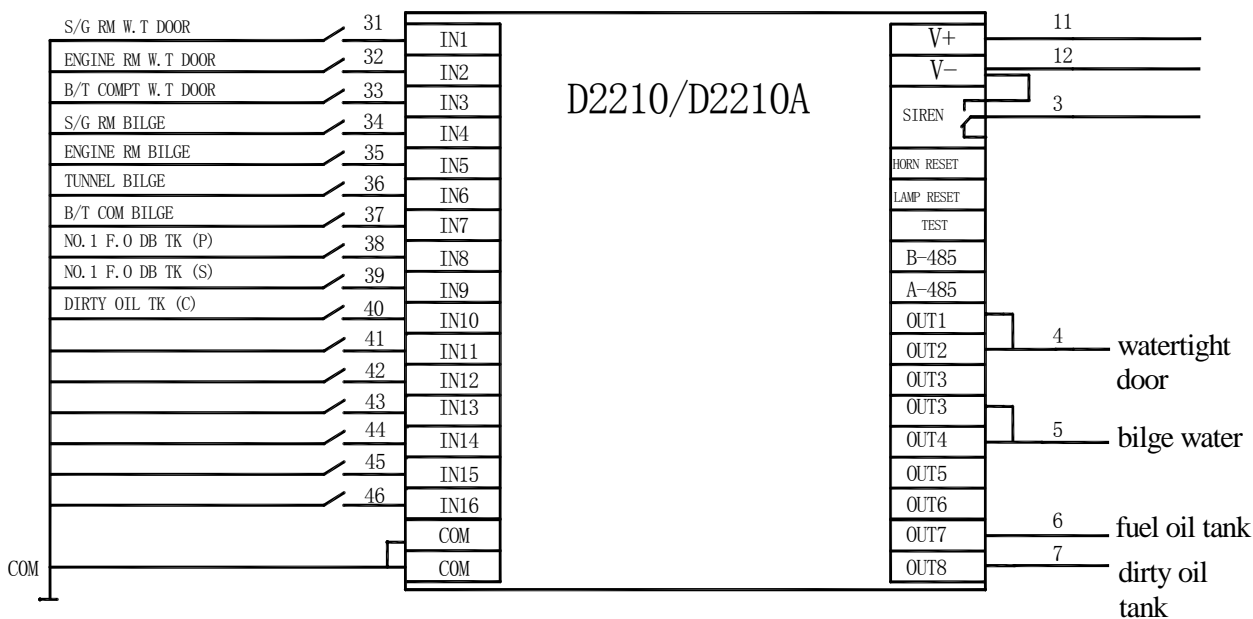 S/G RM W.T DOOR 31 IN1
ENGINE RM W.T DOOR 32 IN2
B/T COMPT W.T DOOR 33 IN3
S/G RM BILGE 34 IN4
ENGINE RM BILGE 35 IN5
TUNNEL BILGE 36 IN6
B/T COM BILGE 37 IN7
NO.1 F.O DB TK (P) 38 IN8
NO.1 F.O DB TK (S) 39 IN9
DIRTY OIL TK (C) 40 IN10
41 IN11
42 IN12
43 IN13
44 IN14
45 IN15
46 IN16
COM
COM COM
D2210/D2210A
V+ 11
V- 12
SIREN 3
HORN RESET
LAMP RESET
TEST
B-485
A-485
OUT1
OUT2 4 watertight
door
OUT3
OUT3
OUT4 5 bilge water
OUT5
OUT6
OUT7 6 fuel oil tank
OUT8 7 dirty oil
tank